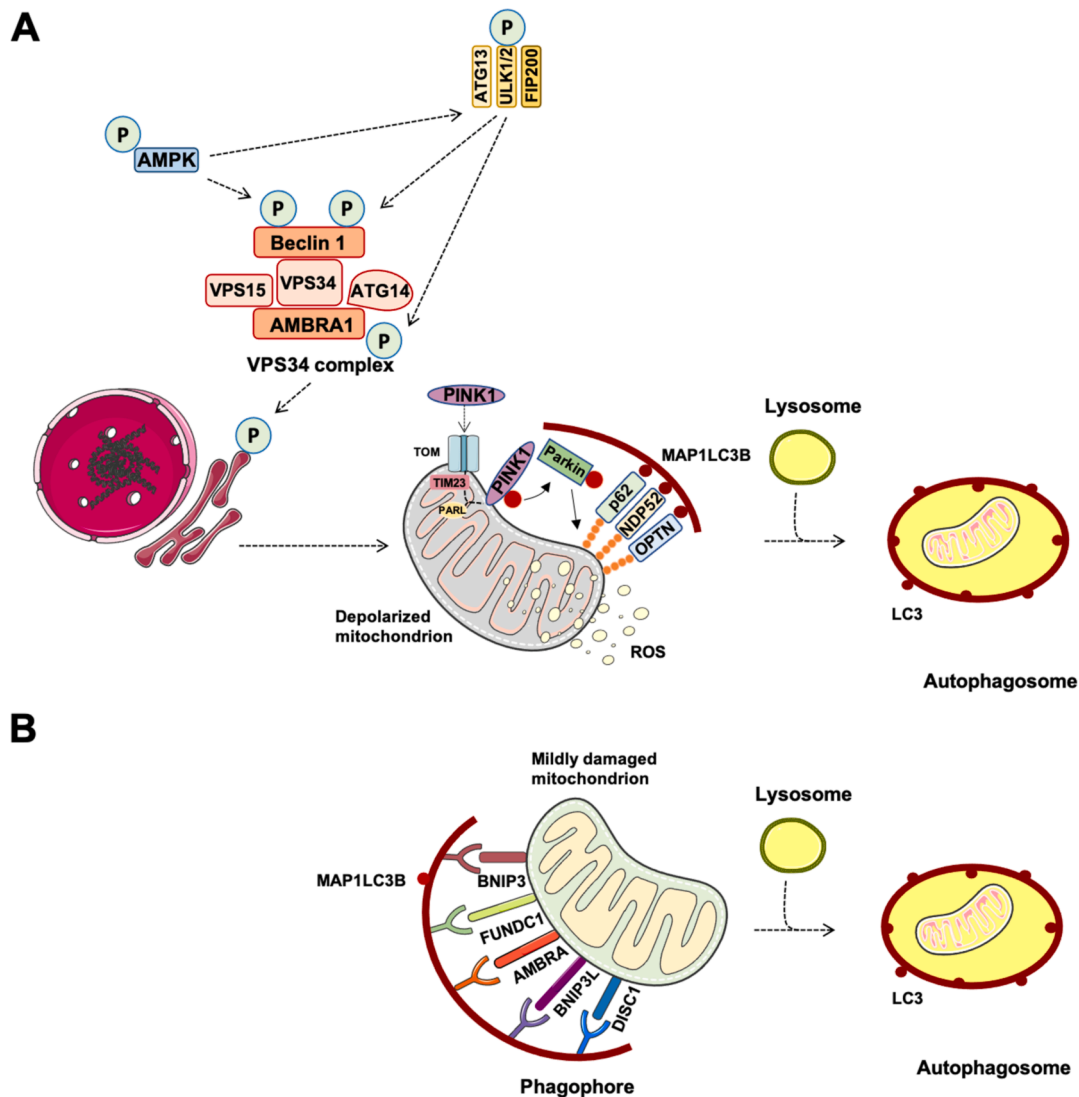 A
P
ATG13
ULK1/2
FIP200
P
AMPK
P
P
Beclin 1
VPS34
VPS15
ATG14
AMBRA1
P
VPS34 complex
P
PINK1
TOM
TIM23
PARL
PINK1
Parkin
MAP1LC3B
p62
NDP52
OPTN
Depolarized
mitochondrion
ROS
Lysosome
LC3
Autophagosome
B
Mildly damaged
mitochondrion
MAP1LC3B
BNIP3
FUNDC1
AMBRA
BNIP3L
DISC1
Phagophore
Lysosome
LC3
Autophagosome